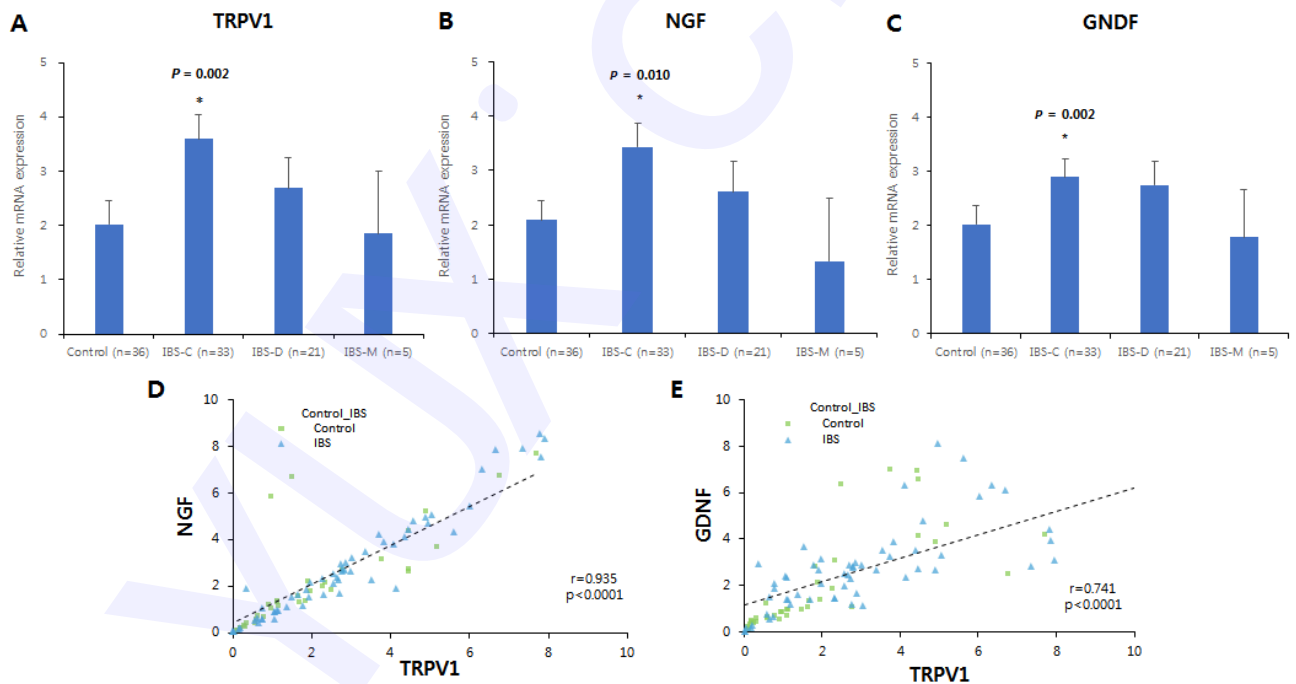 A TRPV1
5
4
3
2
1
0
Relative mRNA expression
P = 0.002
*
Control (n=36) IBS-C (n=33) IBS-D (n=21) IBS-M (n=5)
B NGF
5
4
3
2
1
0
Relative mRNA expression
P = 0.010
*
Control (n=36) IBS-C (n=33) IBS-D (n=21) IBS-M (n=5)
C GNDF
5
4
3
2
1
0
Relative mRNA expression
P = 0.002
*
Control (n=36) IBS-C (n=33) IBS-D (n=21) IBS-M (n=5)
D
10
8
6
4
2
0
NGF
Control_IBS
Control
IBS
r=0.935
p<0.0001
0 2 4 6 8 10
TRPV1
E
10
8
6
4
2
0
GDNF
Control_IBS
Control
IBS
r=0.741
p<0.0001
0 2 4 6 8 10
TRPV1